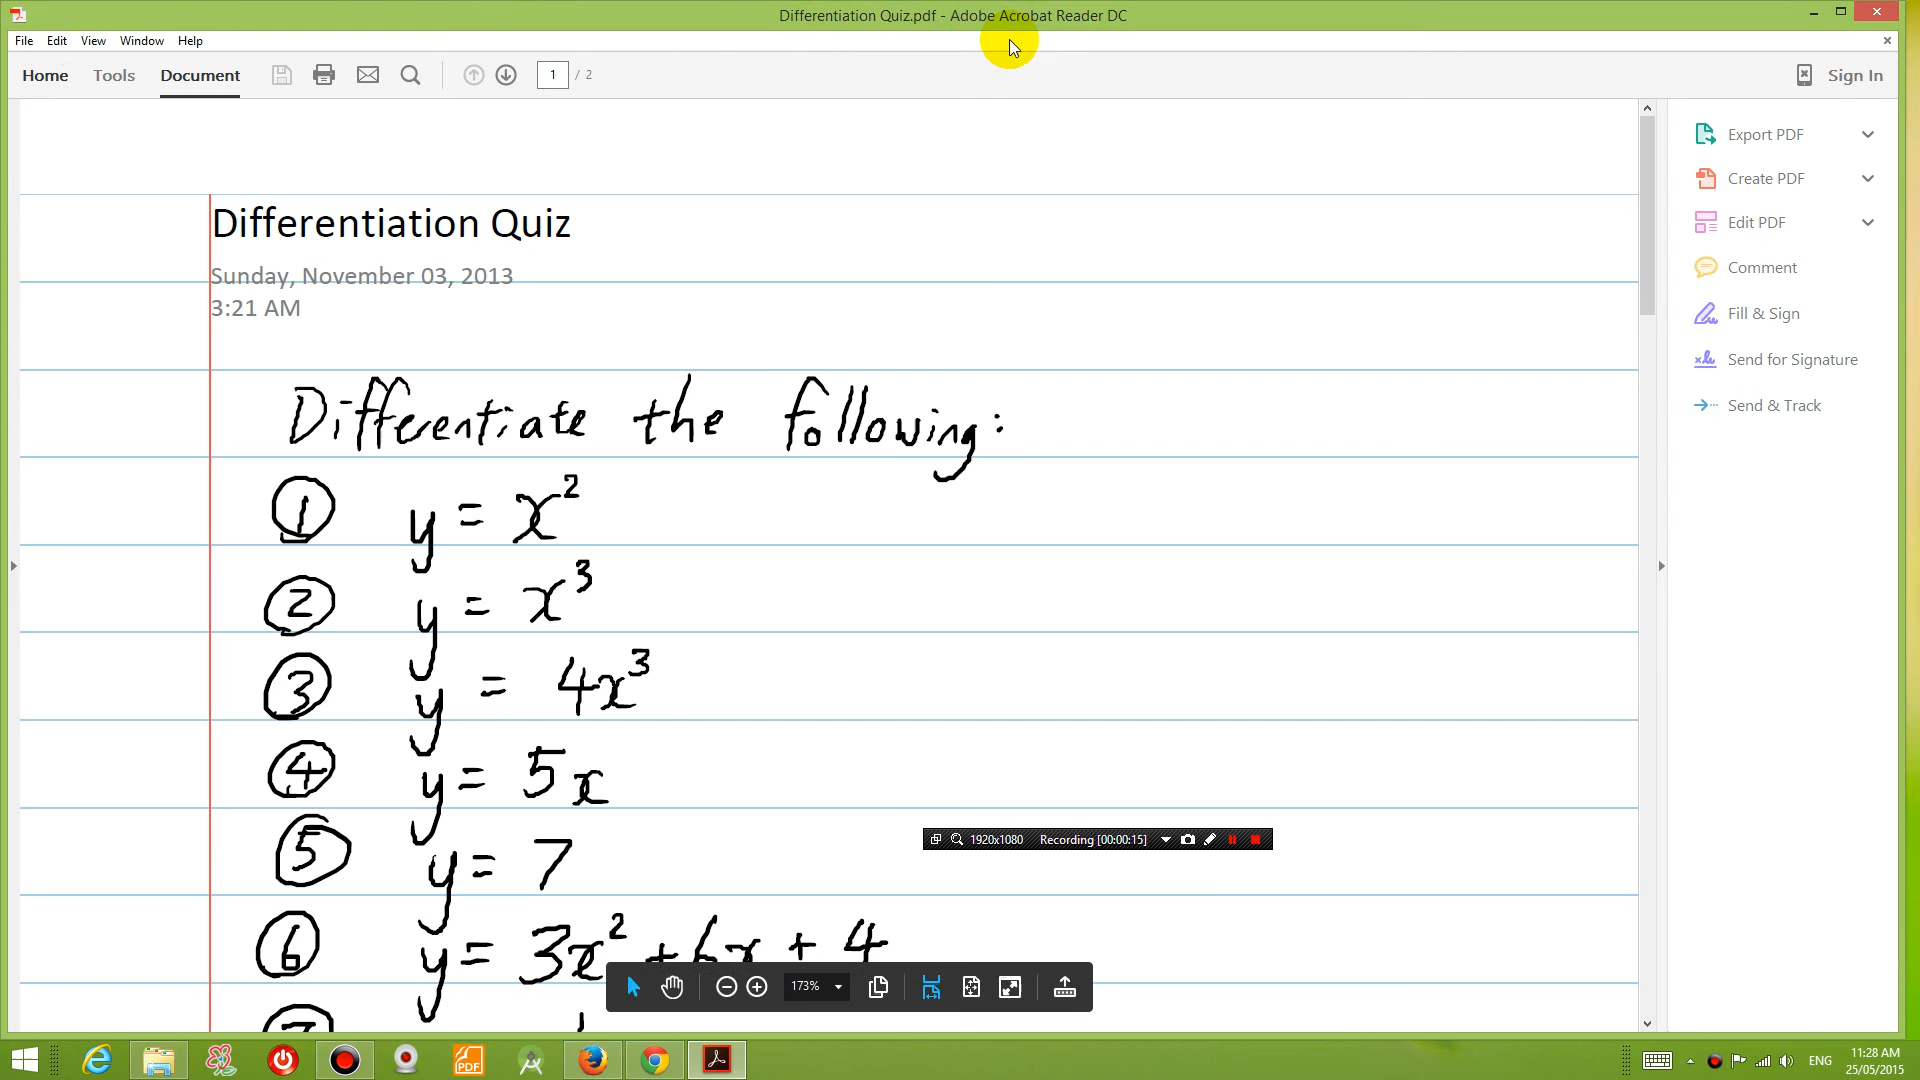 Differentiation Quiz.pdf - Adobe Acrobat Reader DC
File Edit View Window Help
Home Tools Document 1 / 2 Sign In
Export PDF
Create PDF
Edit PDF
Comment
Fill & Sign
Send for Signature
Send & Track
Differentiation Quiz
Sunday, November 03, 2013
3:21 AM
Differentiate the following:
① y = x²
② y = x³
③ y = 4x³
④ y = 5x
⑤ y = 7
⑥ y = 3x² + 6x + 4
1920x1080 Recording [00:00:15]
173%
PDF
ENG
11:28 AM
25/05/2015